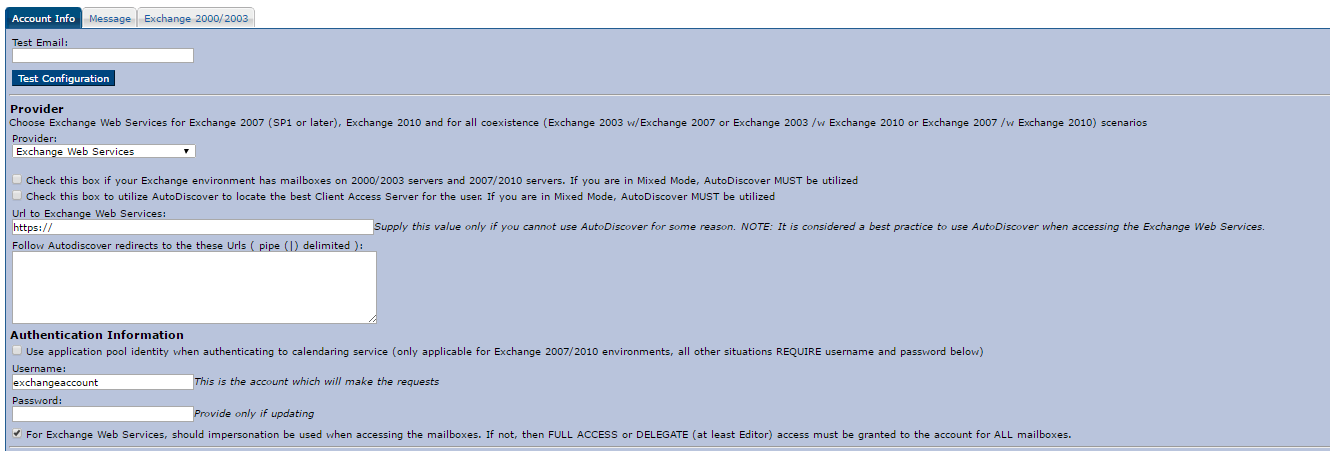 Account Info Message Exchange 2000/2003
Test Email:
Test Configuration
Provider
Choose Exchange Web Services for Exchange 2007 (SP1 or later), Exchange 2010 and for all coexistence (Exchange 2003 w/Exchange 2007 or Exchange 2003 /w Exchange 2010 or Exchange 2007 /w Exchange 2010) scenarios
Provider:
Exchange Web Services
Check this box if your Exchange environment has mailboxes on 2000/2003 servers and 2007/2010 servers. If you are in Mixed Mode, AutoDiscover MUST be utilized
Check this box to utilize AutoDiscover to locate the best Client Access Server for the user. If you are in Mixed Mode, AutoDiscover MUST be utilized
Url to Exchange Web Services:
https:// Supply this value only if you cannot use AutoDiscover for some reason. NOTE: It is considered a best practice to use AutoDiscover when accessing the Exchange Web Services.
Follow Autodiscover redirects to the these Urls ( pipe (|) delimited ):
Authentication Information
Use application pool identity when authenticating to calendaring service (only applicable for Exchange 2007/2010 environments, all other situations REQUIRE username and password below)
Username:
exchangeaccount This is the account which will make the requests
Password:
Provide only if updating
For Exchange Web Services, should impersonation be used when accessing the mailboxes. If not, then FULL ACCESS or DELEGATE (at least Editor) access must be granted to the account for ALL mailboxes.